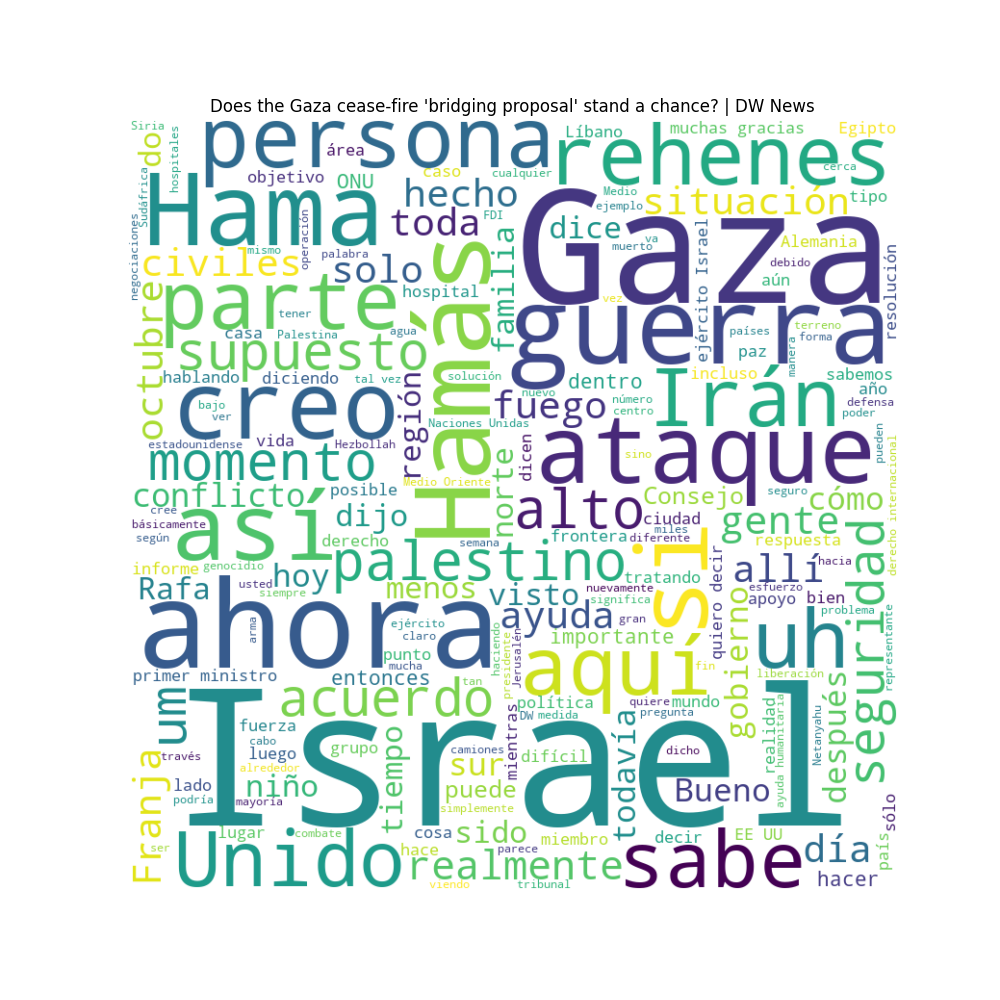 Does the Gaza cease-fire 'bridging proposal' stand a chance? | DW News
Siria
hospitales
persona
Líbano
muchas gracias
Egipto
do
Unido
área
rehenes
cerca
objetivo
ONU
caso
cualquier
Sudáfrica
Hama
hecho
Medio
situación
tipo
toda
FDI
ejemplo
Gaza
dice
va
muerto
Alemania
negociaciones
mismo
operación
palabra
civiles
solo
familia
ejército Israel
debido
resolución
aún
hospital
parte
tener
vez
octubre
casa
Palestina
agua
guerra
países
terreno
forma
supuesto
paz
manera
hablando
diciendo
tal vez
solución
dentro
incluso
sabemos
bajo
ver
creo
región
Hamás
fuego
nuevo
número
centro
Irán
año
defensa
poder
Naciones Unidas
estadounidense
vida
Hezbollah
dicen
ataque
sino
pueden
momento
Medio Oriente
norte
seguro
derecho internacional
conflicto
posible
alto
Consejo
cómo
cree
básicamente
según
así
dijo
ciudad
miles
gente
derecho
semana
frontera
diferente
respuesta
informe
genocidio
palestino
hacia
Rafa
usted
siempre
hoy
menos
visto
nuevamente
significa
tratando
si
quiero decir
allí
esfuerzo
apoyo
bien
seguridad
ahora
arma
ejército
claro
mucha
ayuda
gran
importante
gobierno
uh
problema
representante
punto
haciendo
presidente
Jerusalén
aquí
fin
primer ministro
entonces
tan
liberación
um
acuerdo
política
quiere
mundo
después
Israel
fuerza
DW
medida
pregunta
realidad
ayuda humanitaria
Netanyahu
Franja
través
cabo
luego
grupo
tiempo
camiones
mientras
difícil
todavía
dicho
alrededor
sur
lado
niño
puede
Bueno
podría
mayoría
simplemente
sólo
lugar
combate
cosa
sido
miembro
decir
EE UU
país
ser
Unido
hace
parece
sabe
día
realmente
viendo
tribunal
hacer